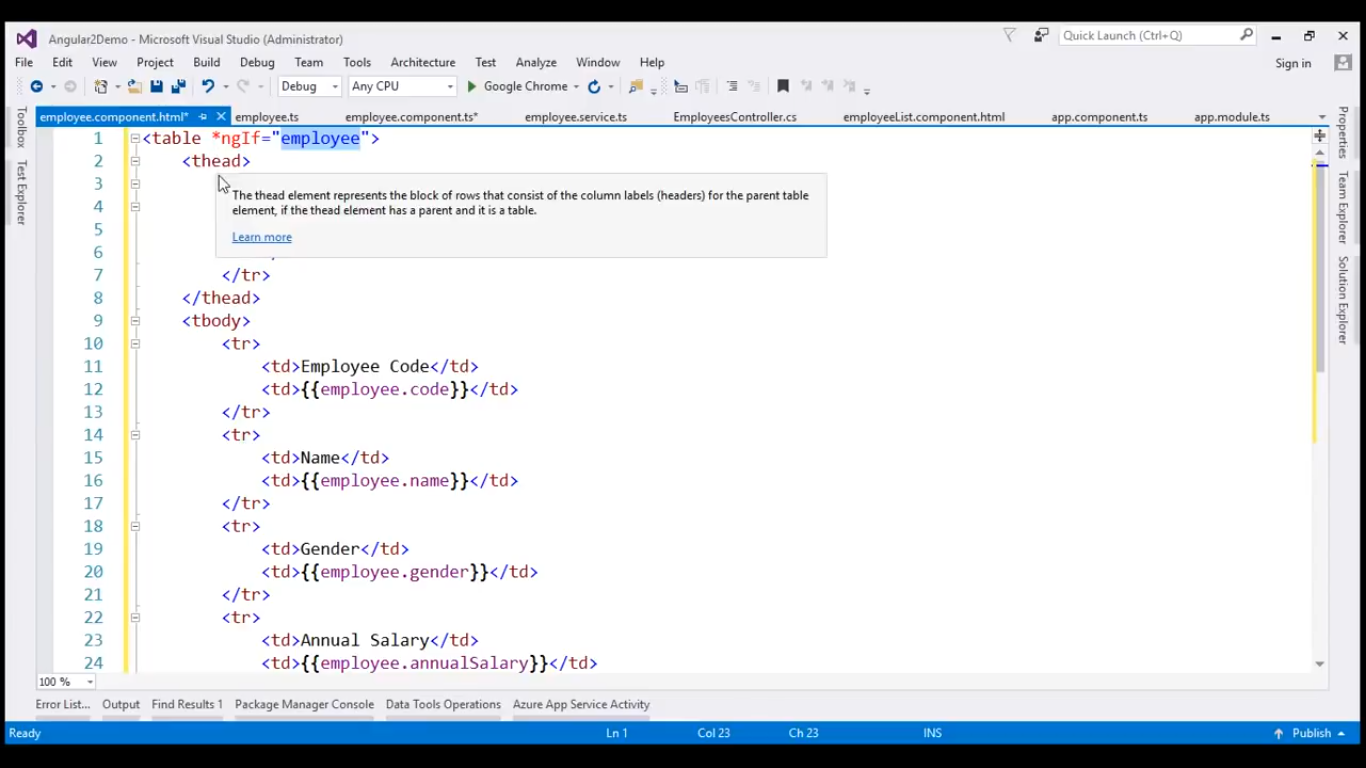 Angular2Demo - Microsoft Visual Studio (Administrator)
Quick Launch (Ctrl+Q)
File Edit View Project Build Debug Team Tools Architecture Test Analyze Window Help
Sign in
Debug Any CPU Google Chrome
employee.component.html* employee.ts employee.component.ts* employee.service.ts EmployeesController.cs employeeList.component.html app.component.ts app.module.ts
Toolbox
Test Explorer
1 <table *ngIf="employee">
2 <thead>
3
The thead element represents the block of rows that consist of the column labels (headers) for the parent table
element, if the thead element has a parent and it is a table.
Learn more
4
5
6
7 </tr>
8 </thead>
9 <tbody>
10 <tr>
11 <td>Employee Code</td>
12 <td>{{employee.code}}</td>
13 </tr>
14 <tr>
15 <td>Name</td>
16 <td>{{employee.name}}</td>
17 </tr>
18 <tr>
19 <td>Gender</td>
20 <td>{{employee.gender}}</td>
21 </tr>
22 <tr>
23 <td>Annual Salary</td>
24 <td>{{employee.annualSalary}}</td>
Properties
Team Explorer
Solution Explorer
100 %
Error List... Output Find Results 1 Package Manager Console Data Tools Operations Azure App Service Activity
Ready Ln 1 Col 23 Ch 23 INS Publish